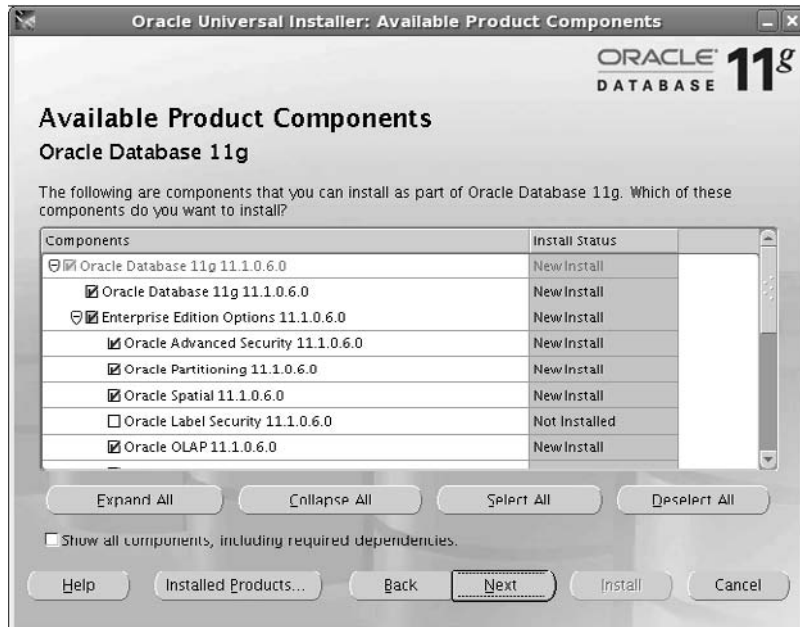 Oracle Universal Installer: Available Product Components
ORACLE
DATABASE 11g
Available Product Components
Oracle Database 11g
The following are components that you can install as part of Oracle Database 11g. Which of these
components do you want to install?
Components Install Status
Oracle Database 11g 11.1.0.6.0 New Install
Oracle Database 11g 11.1.0.6.0 New Install
Enterprise Edition Options 11.1.0.6.0 New Install
Oracle Advanced Security 11.1.0.6.0 New Install
Oracle Partitioning 11.1.0.6.0 New Install
Oracle Spatial 11.1.0.6.0 New Install
Oracle Label Security 11.1.0.6.0 Not Installed
Oracle OLAP 11.1.0.6.0 New Install
Expand All Collapse All Select All Deselect All
Show all components, including required dependencies.
Help Installed Products... Back Next Install Cancel